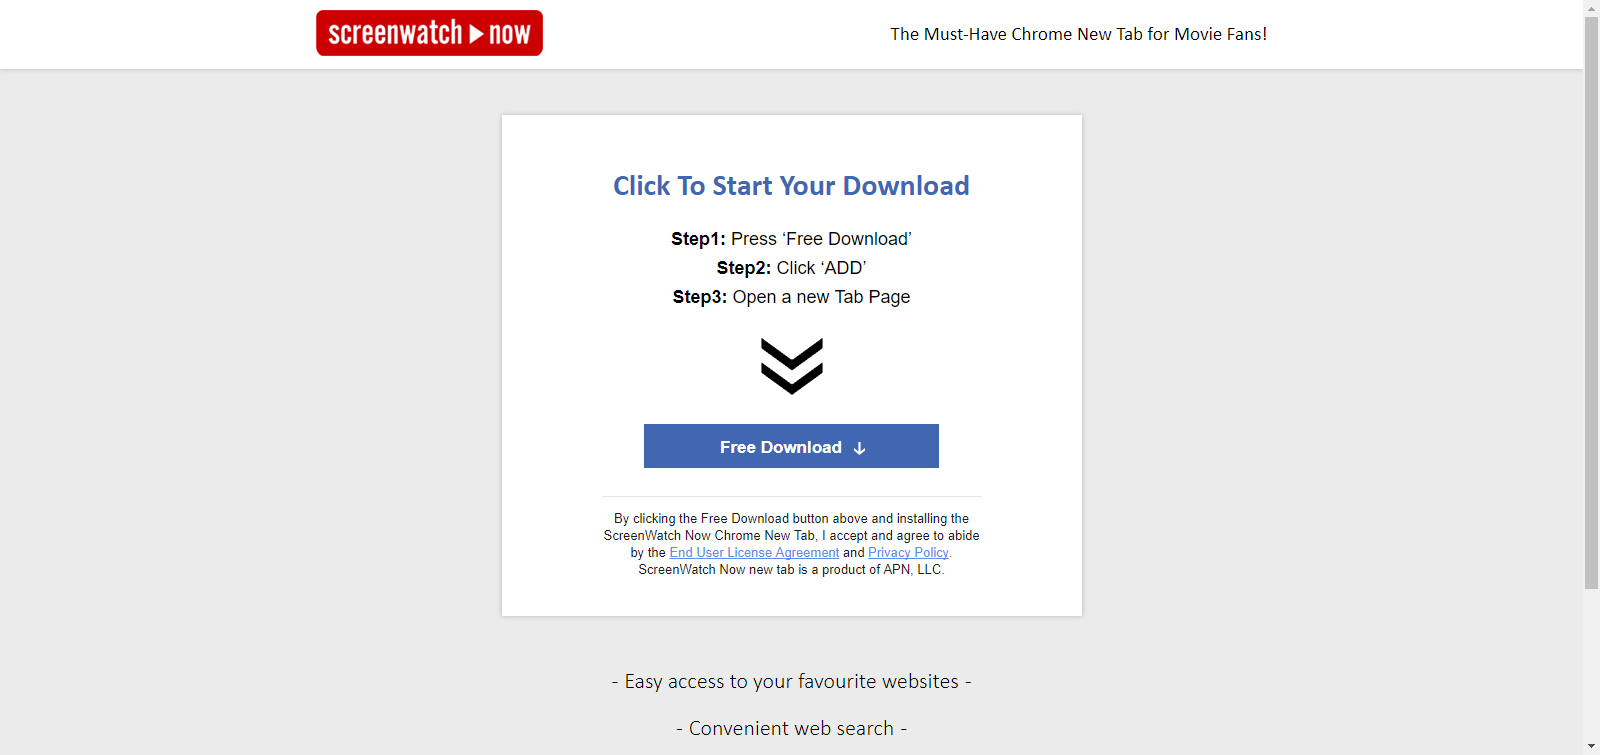 screenwatch now
The Must-Have Chrome New Tab for Movie Fans!
Click To Start Your Download
Step1: Press ‘Free Download’
Step2: Click ‘ADD’
Step3: Open a new Tab Page
Free Download
By clicking the Free Download button above and installing the
ScreenWatch Now Chrome New Tab, I accept and agree to abide
by the End User License Agreement and Privacy Policy.
ScreenWatch Now new tab is a product of APN, LLC.
- Easy access to your favourite websites -
- Convenient web search -